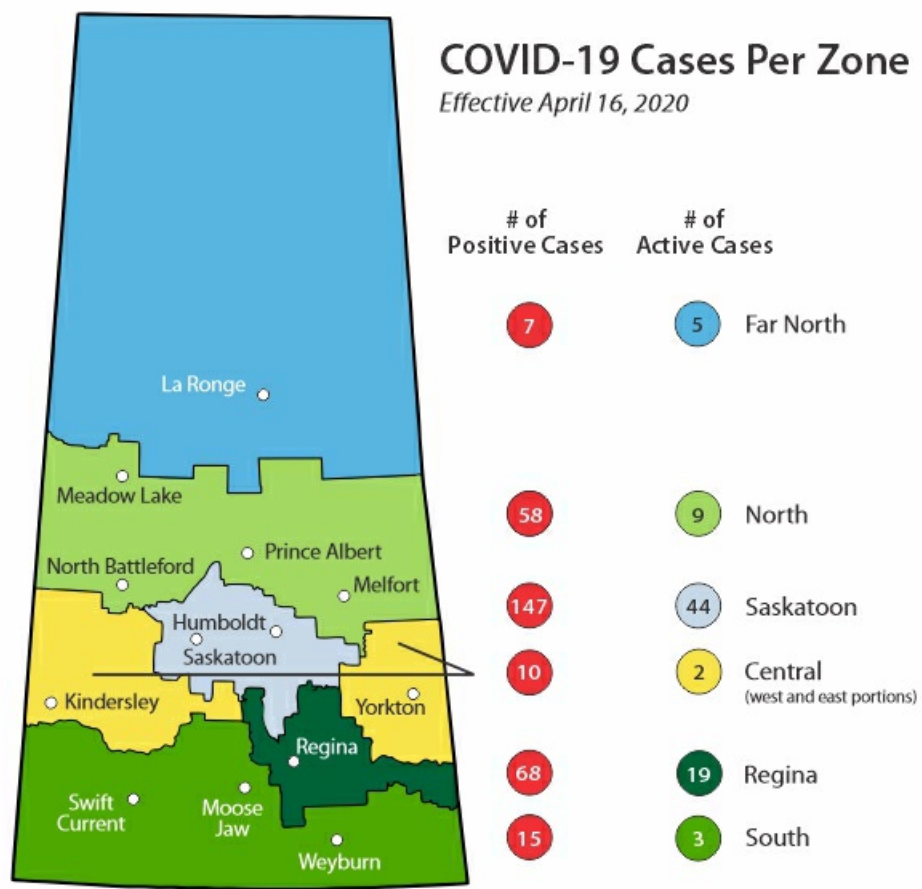 COVID-19 Cases Per Zone
Effective April 16, 2020
# of
Positive Cases
# of
Active Cases
7
5
Far North
La Ronge
Meadow Lake
58
9
North
Prince Albert
North Battleford
Melfort
147
44
Saskatoon
Humboldt
Saskatoon
10
2
Central
(west and east portions)
Kindersley
Yorkton
Regina
68
19
Regina
Swift
Current
Moose
Jaw
15
3
South
Weyburn